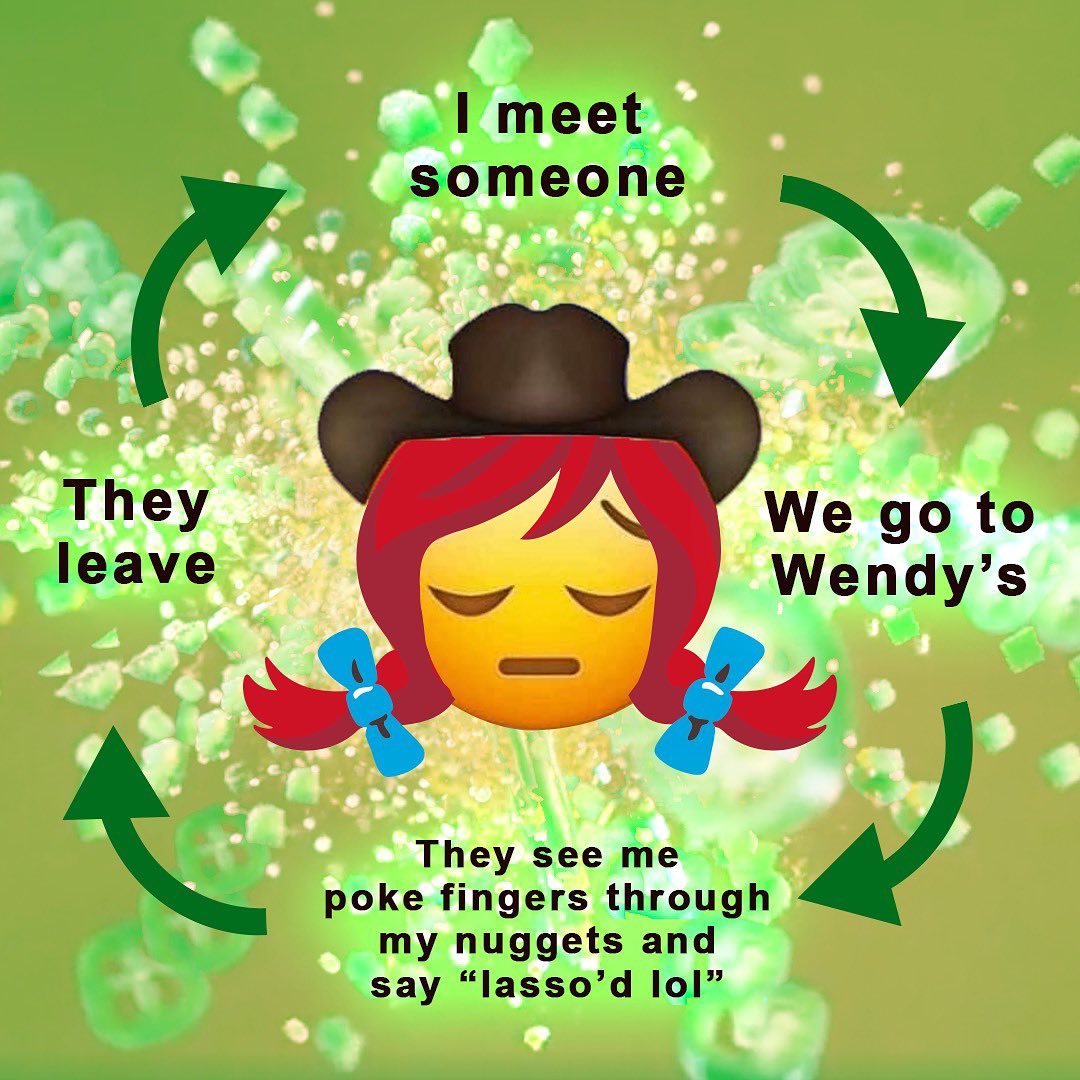 I meet
someone
We go to
Wendy’s
They see me
poke fingers through
my nuggets and
say “lasso’d lol”
They
leave